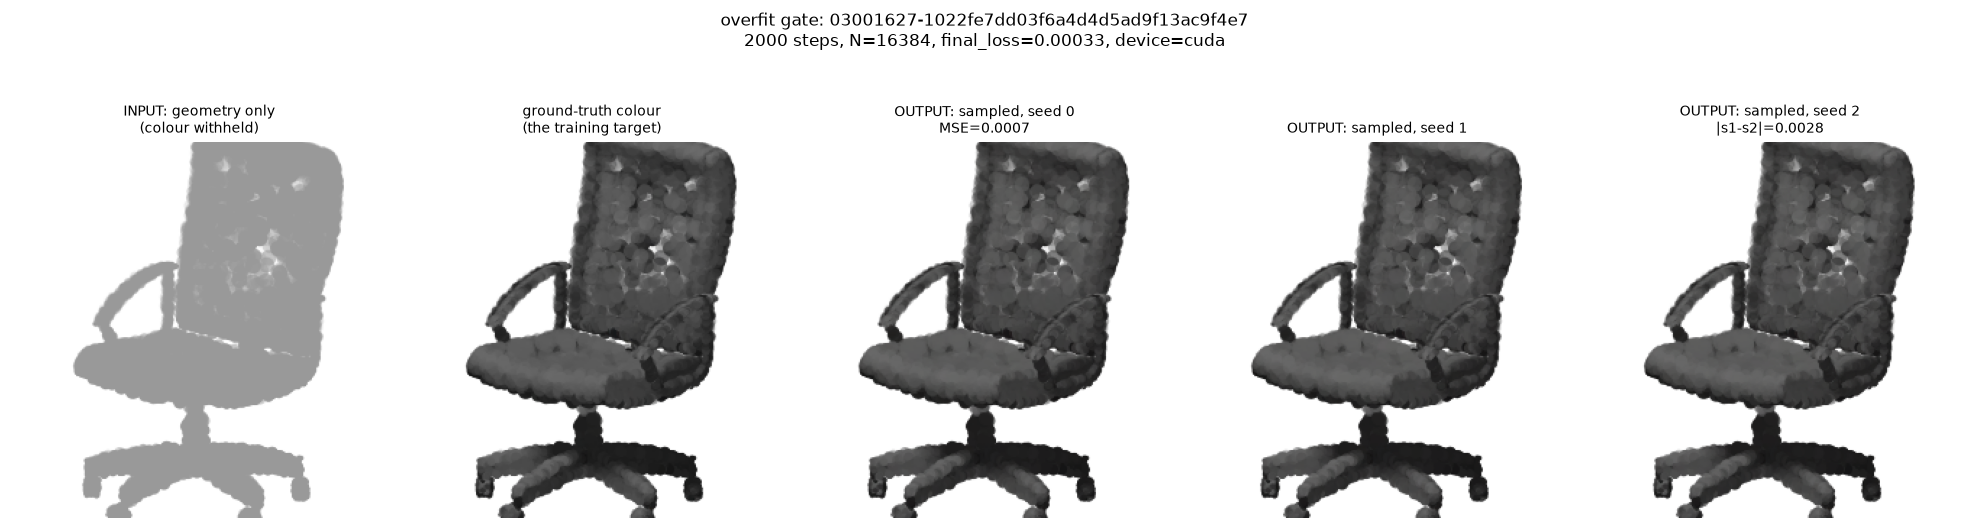 overfit gate: 03001627-1022fe7dd03f6a4d4d5ad9f13ac9f4e7
2000 steps, N=16384, final_loss=0.00033, device=cuda
INPUT: geometry only
(colour withheld)
ground-truth colour
(the training target)
OUTPUT: sampled, seed 0
MSE=0.0007
OUTPUT: sampled, seed 1
OUTPUT: sampled, seed 2
|s1-s2|=0.0028